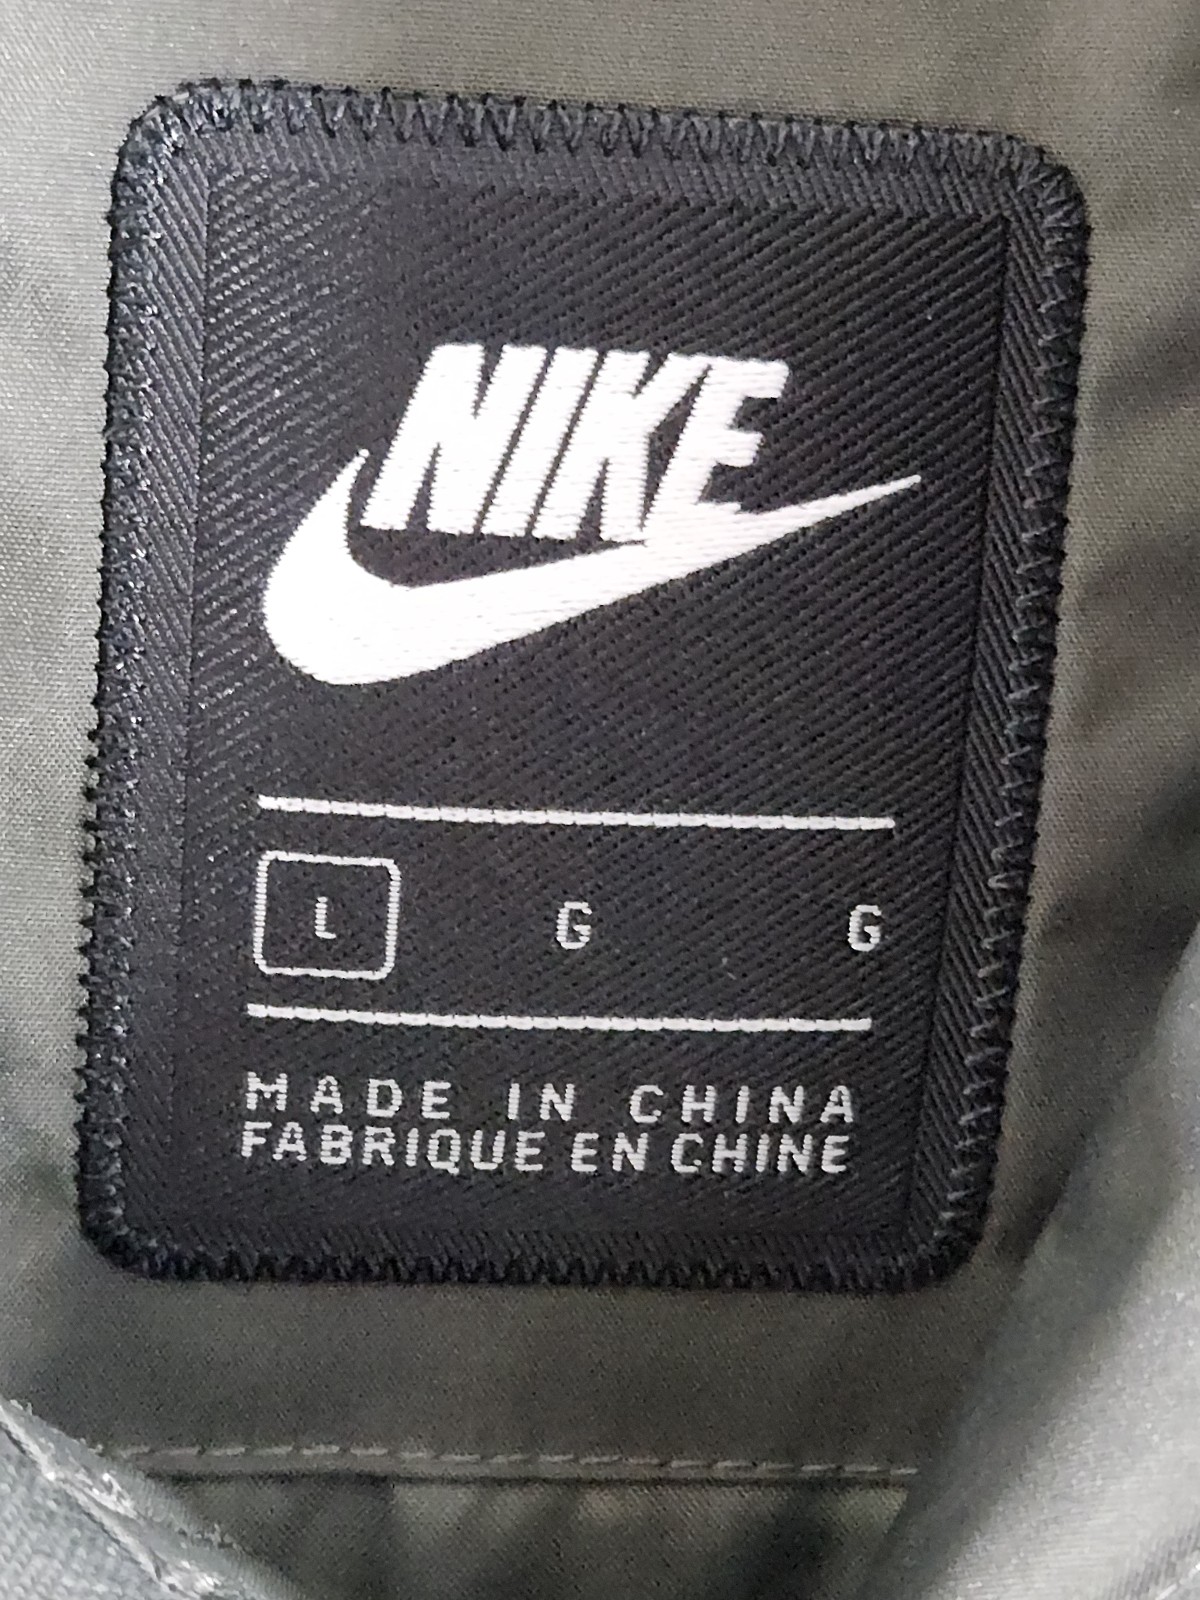 NIKE
L G G
MADE IN CHINA
FABRIQUE EN CHINE